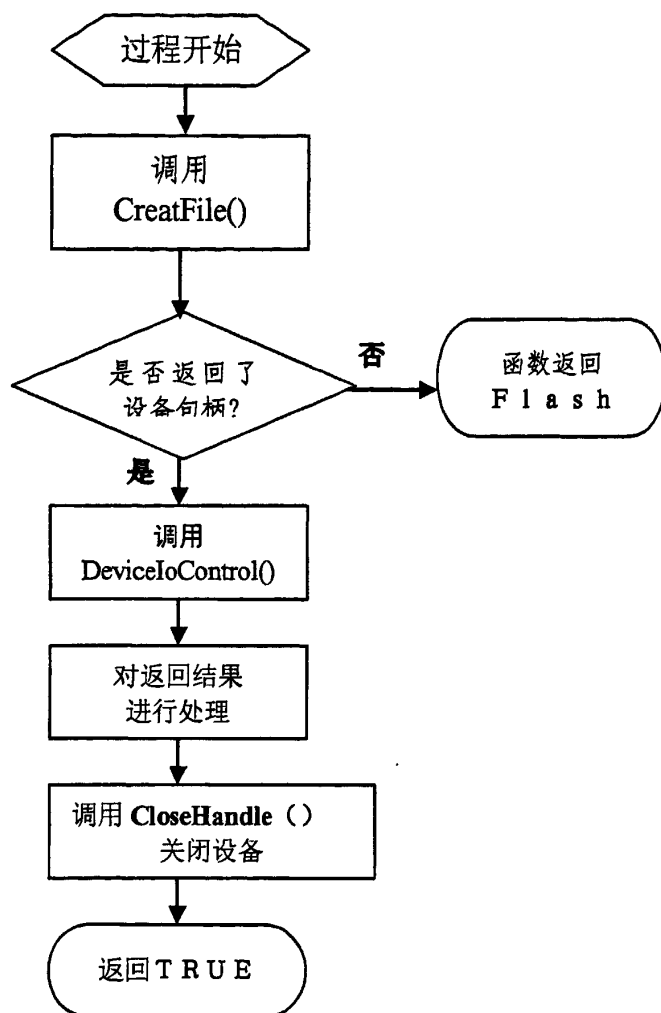 过程开始
调用
CreatFile()
是否返回了
设备句柄?
否
函数返回
Flash
是
调用
DeviceIoControl()
对返回结果
进行处理
调用 CloseHandle ()
关闭设备
返回TRUE